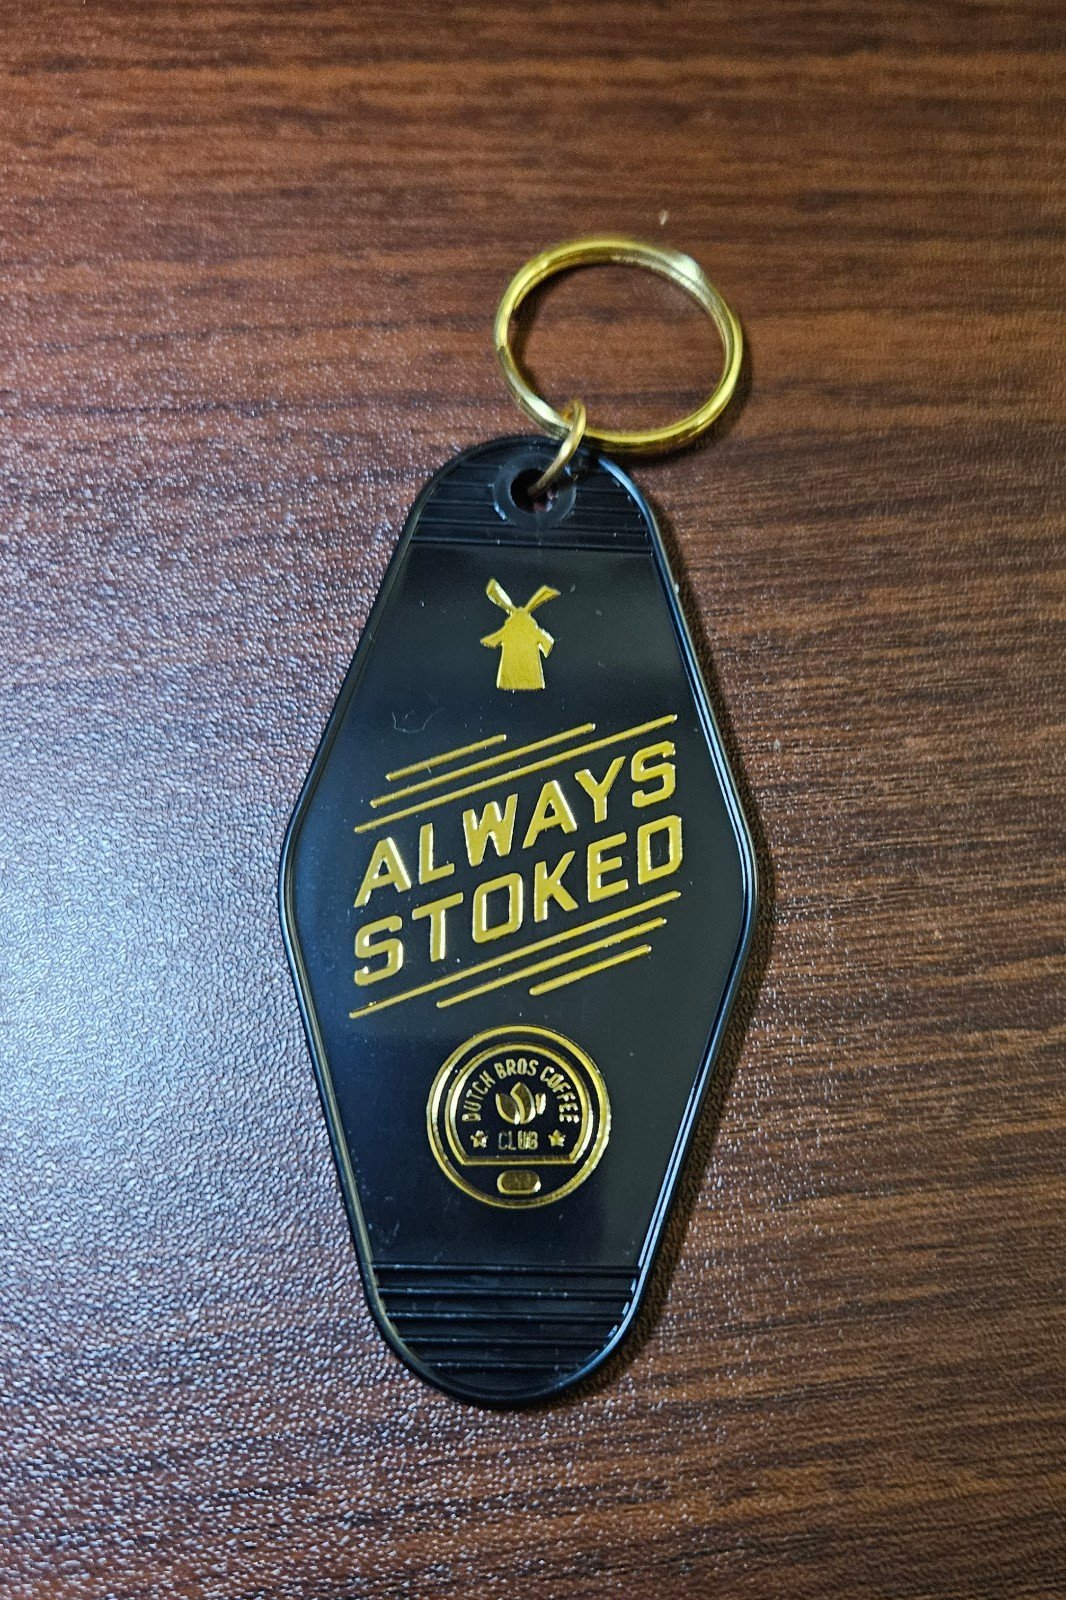 ALWAYS
STOKED
DUTCH BROS COFFEE
CLUB